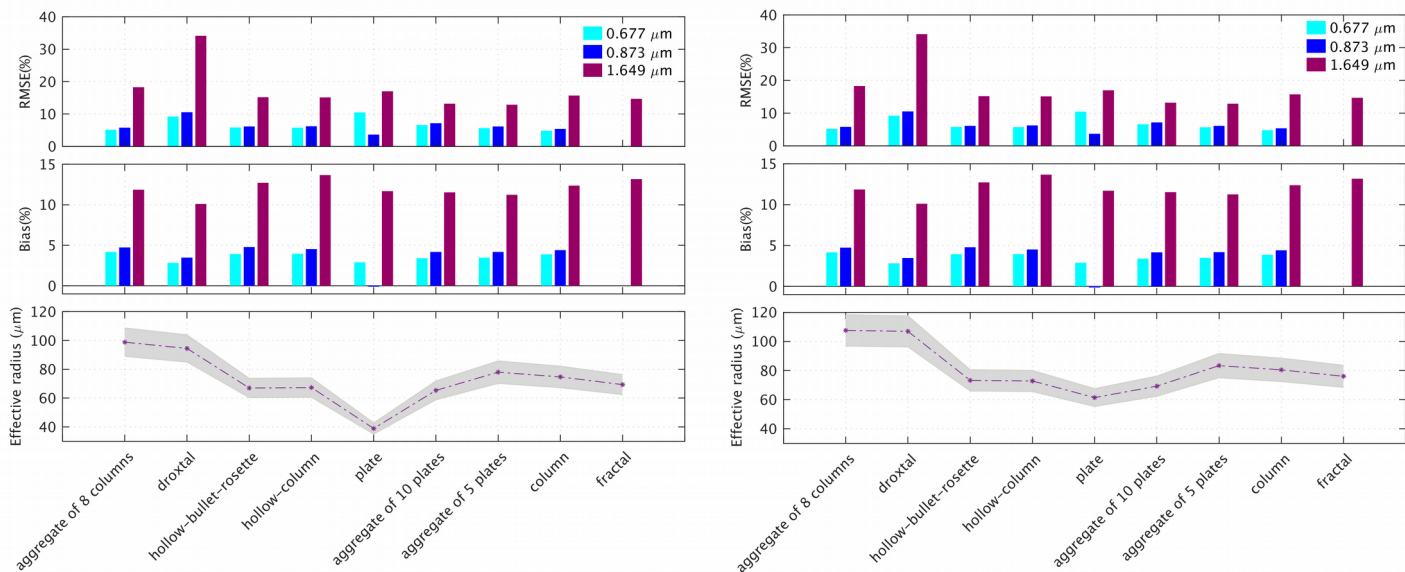 RMSE(%)
40
30
20
10
0
0.677 μm
0.873 μm
1.649 μm
Bias(%)
15
10
5
0
Effective radius (μm)
120
100
80
60
40
aggregate of 8 columns
droxtal
hollow-bullet-rosette
hollow-column
plate
aggregate of 10 plates
aggregate of 5 plates
column
fractal
RMSE(%)
40
30
20
10
0
0.677 μm
0.873 μm
1.649 μm
Bias(%)
15
10
5
0
Effective radius (μm)
120
100
80
60
40
aggregate of 8 columns
droxtal
hollow-bullet-rosette
hollow-column
plate
aggregate of 10 plates
aggregate of 5 plates
column
fractal